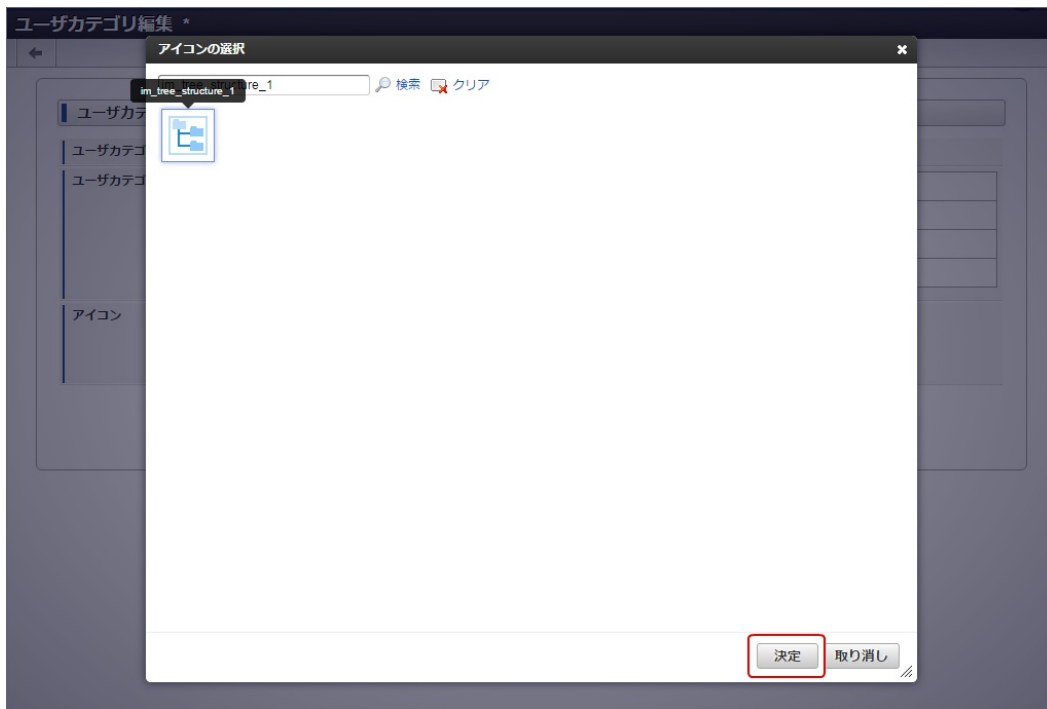 ユーザカテゴリ編集 *
アイコンの選択
im_tree_structure_1 検索 クリア
im_tree_structure_1
ユーザカテ
ユーザカテゴ
ユーザカテゴ
アイコン
決定 取り消し